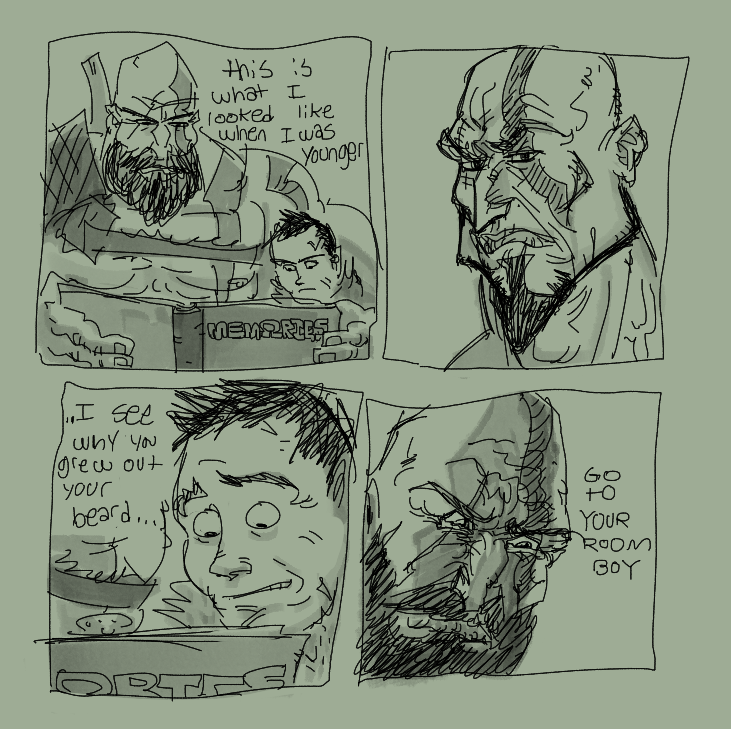 this is
what I
looked like
when I was
younger
MEMORIES
..I see
why you
grew out
your
beard...
ORIES
GO
TO
YOUR
ROOM
BOY